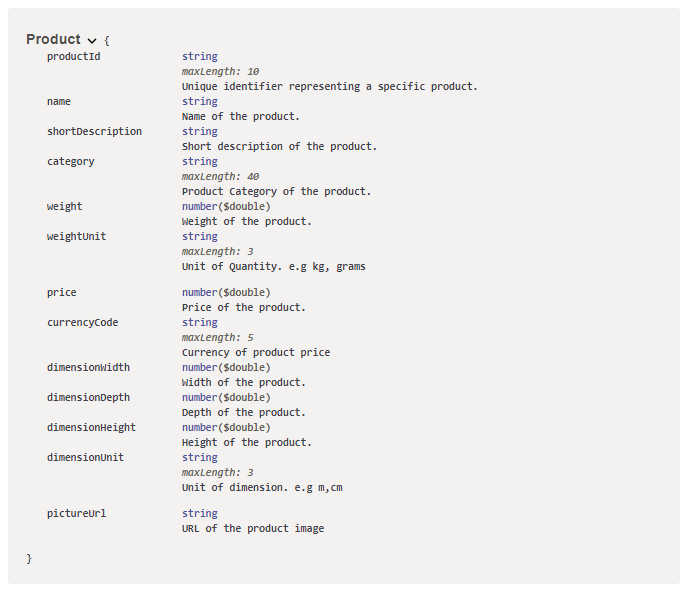 Product {
productId string
maxLength: 10
Unique identifier representing a specific product.
name string
Name of the product.
shortDescription string
Short description of the product.
category string
maxLength: 40
Product Category of the product.
weight number($double)
Weight of the product.
weightUnit string
maxLength: 3
Unit of Quantity. e.g kg, grams
price number($double)
Price of the product.
currencyCode string
maxLength: 5
Currency of product price
dimensionWidth number($double)
Width of the product.
dimensionDepth number($double)
Depth of the product.
dimensionHeight number($double)
Height of the product.
dimensionUnit string
maxLength: 3
Unit of dimension. e.g m,cm
pictureUrl string
URL of the product image
}